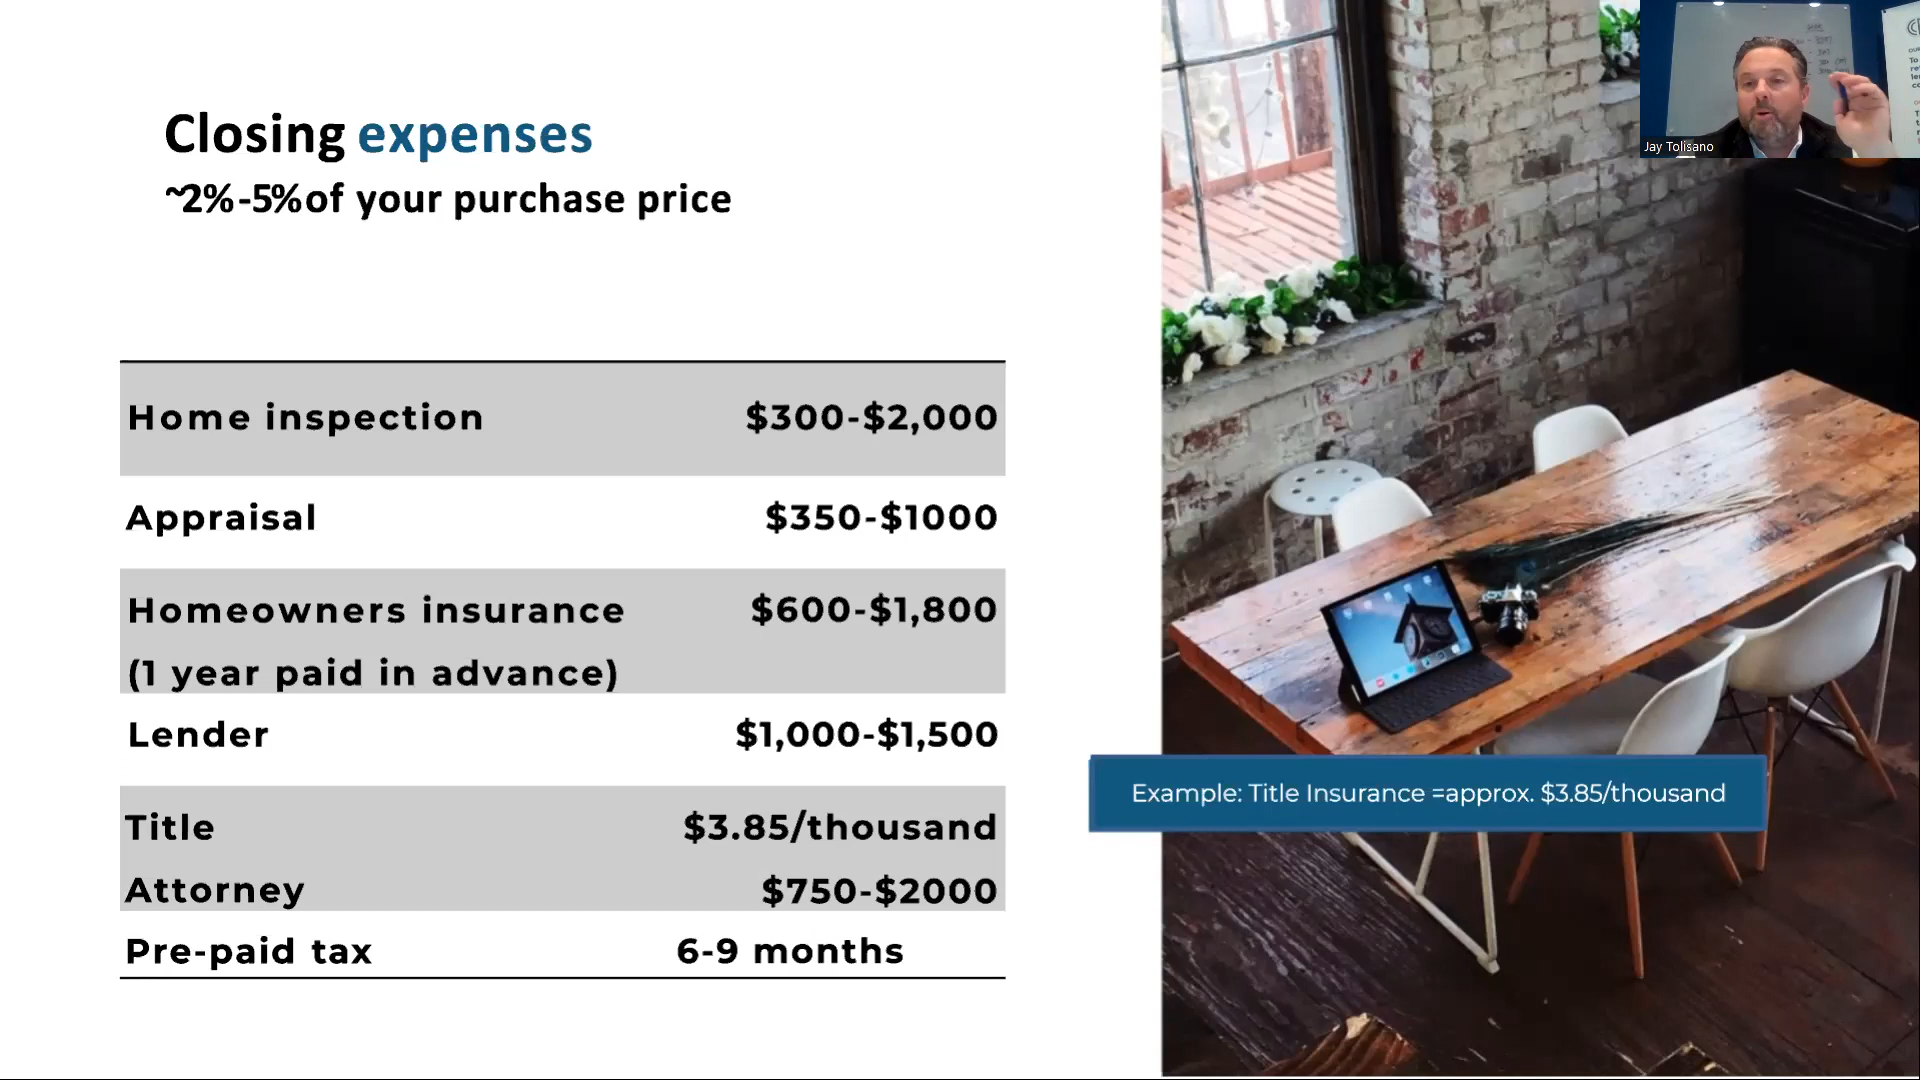 Closing expenses
~2%-5%of your purchase price
Home inspection $300-$2,000
Appraisal $350-$1000
Homeowners insurance $600-$1,800
(1 year paid in advance)
Lender $1,000-$1,500
Title $3.85/thousand
Attorney $750-$2000
Pre-paid tax 6-9 months
Example: Title Insurance =approx. $3.85/thousand
Jay Tolisano